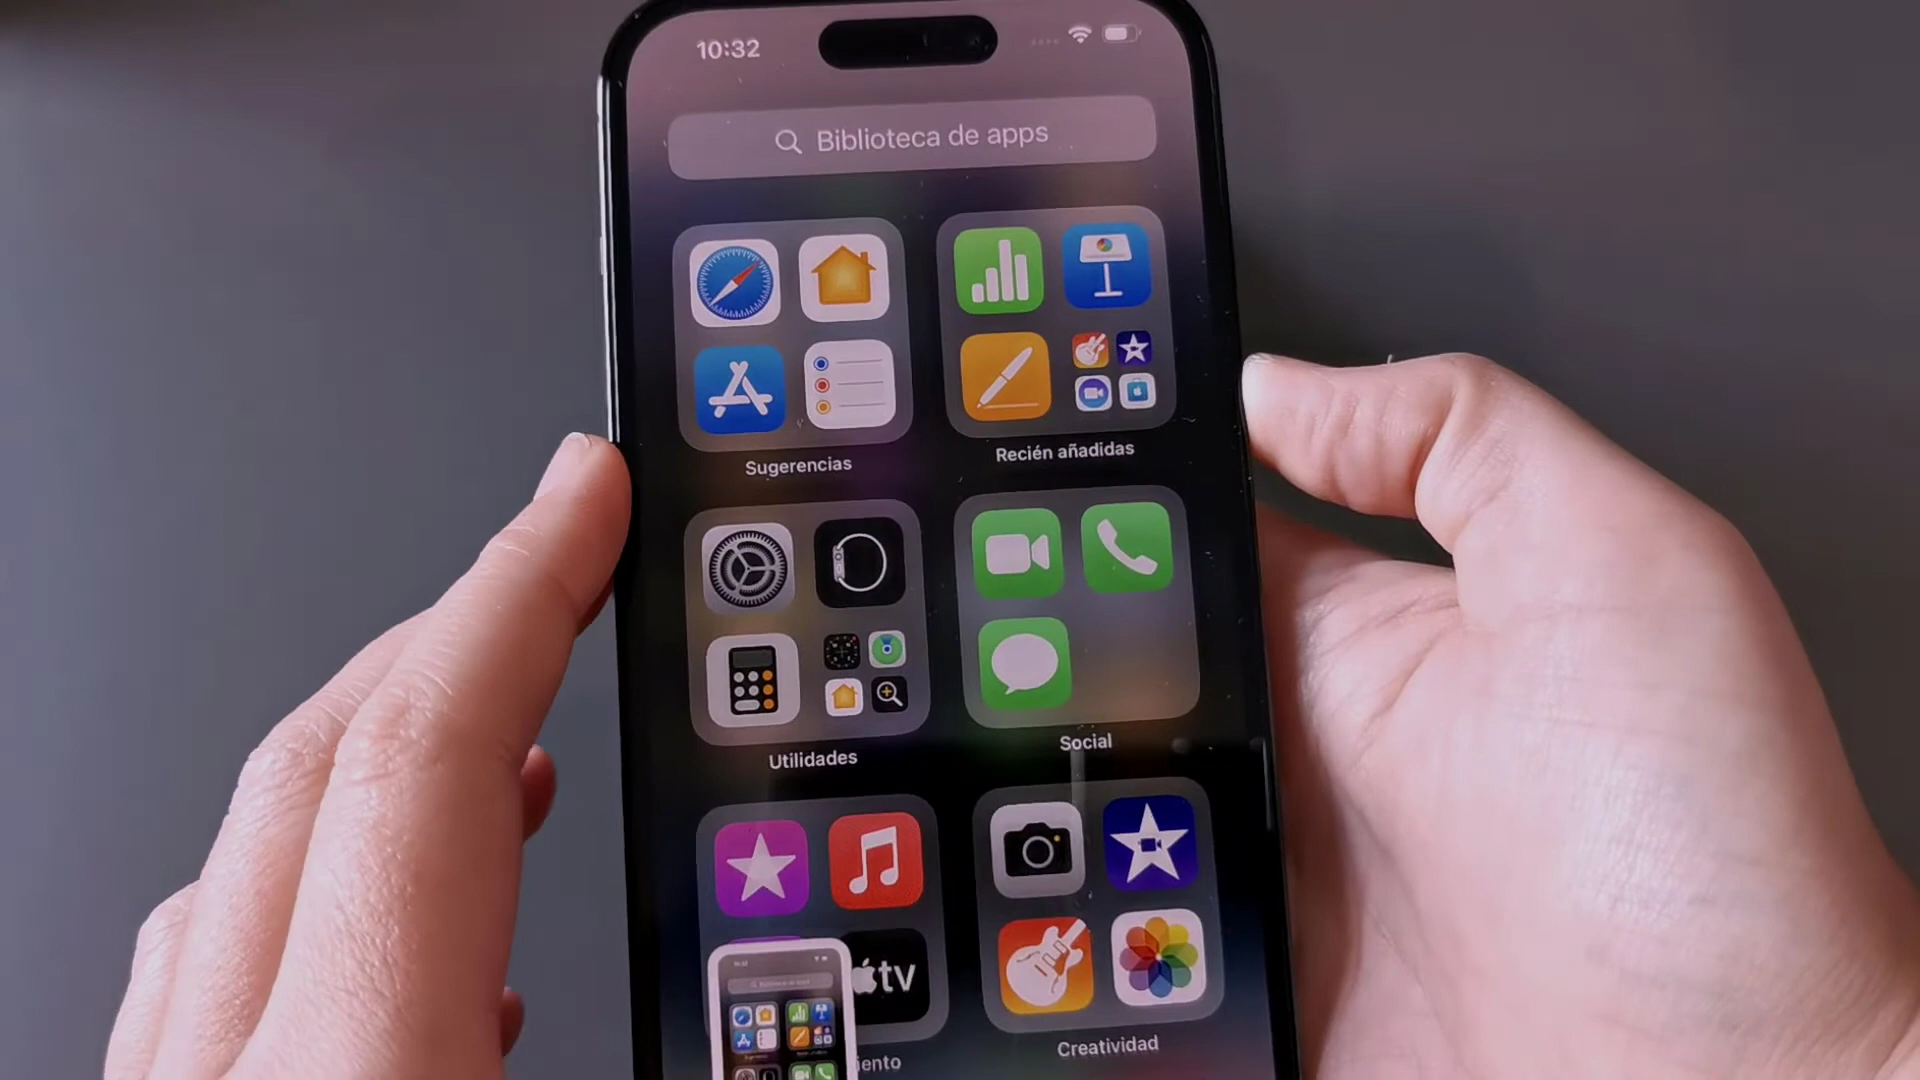 10:32
Biblioteca de apps
Sugerencias
Recién añadidas
Utilidades
Social
tv
iento
Creatividad